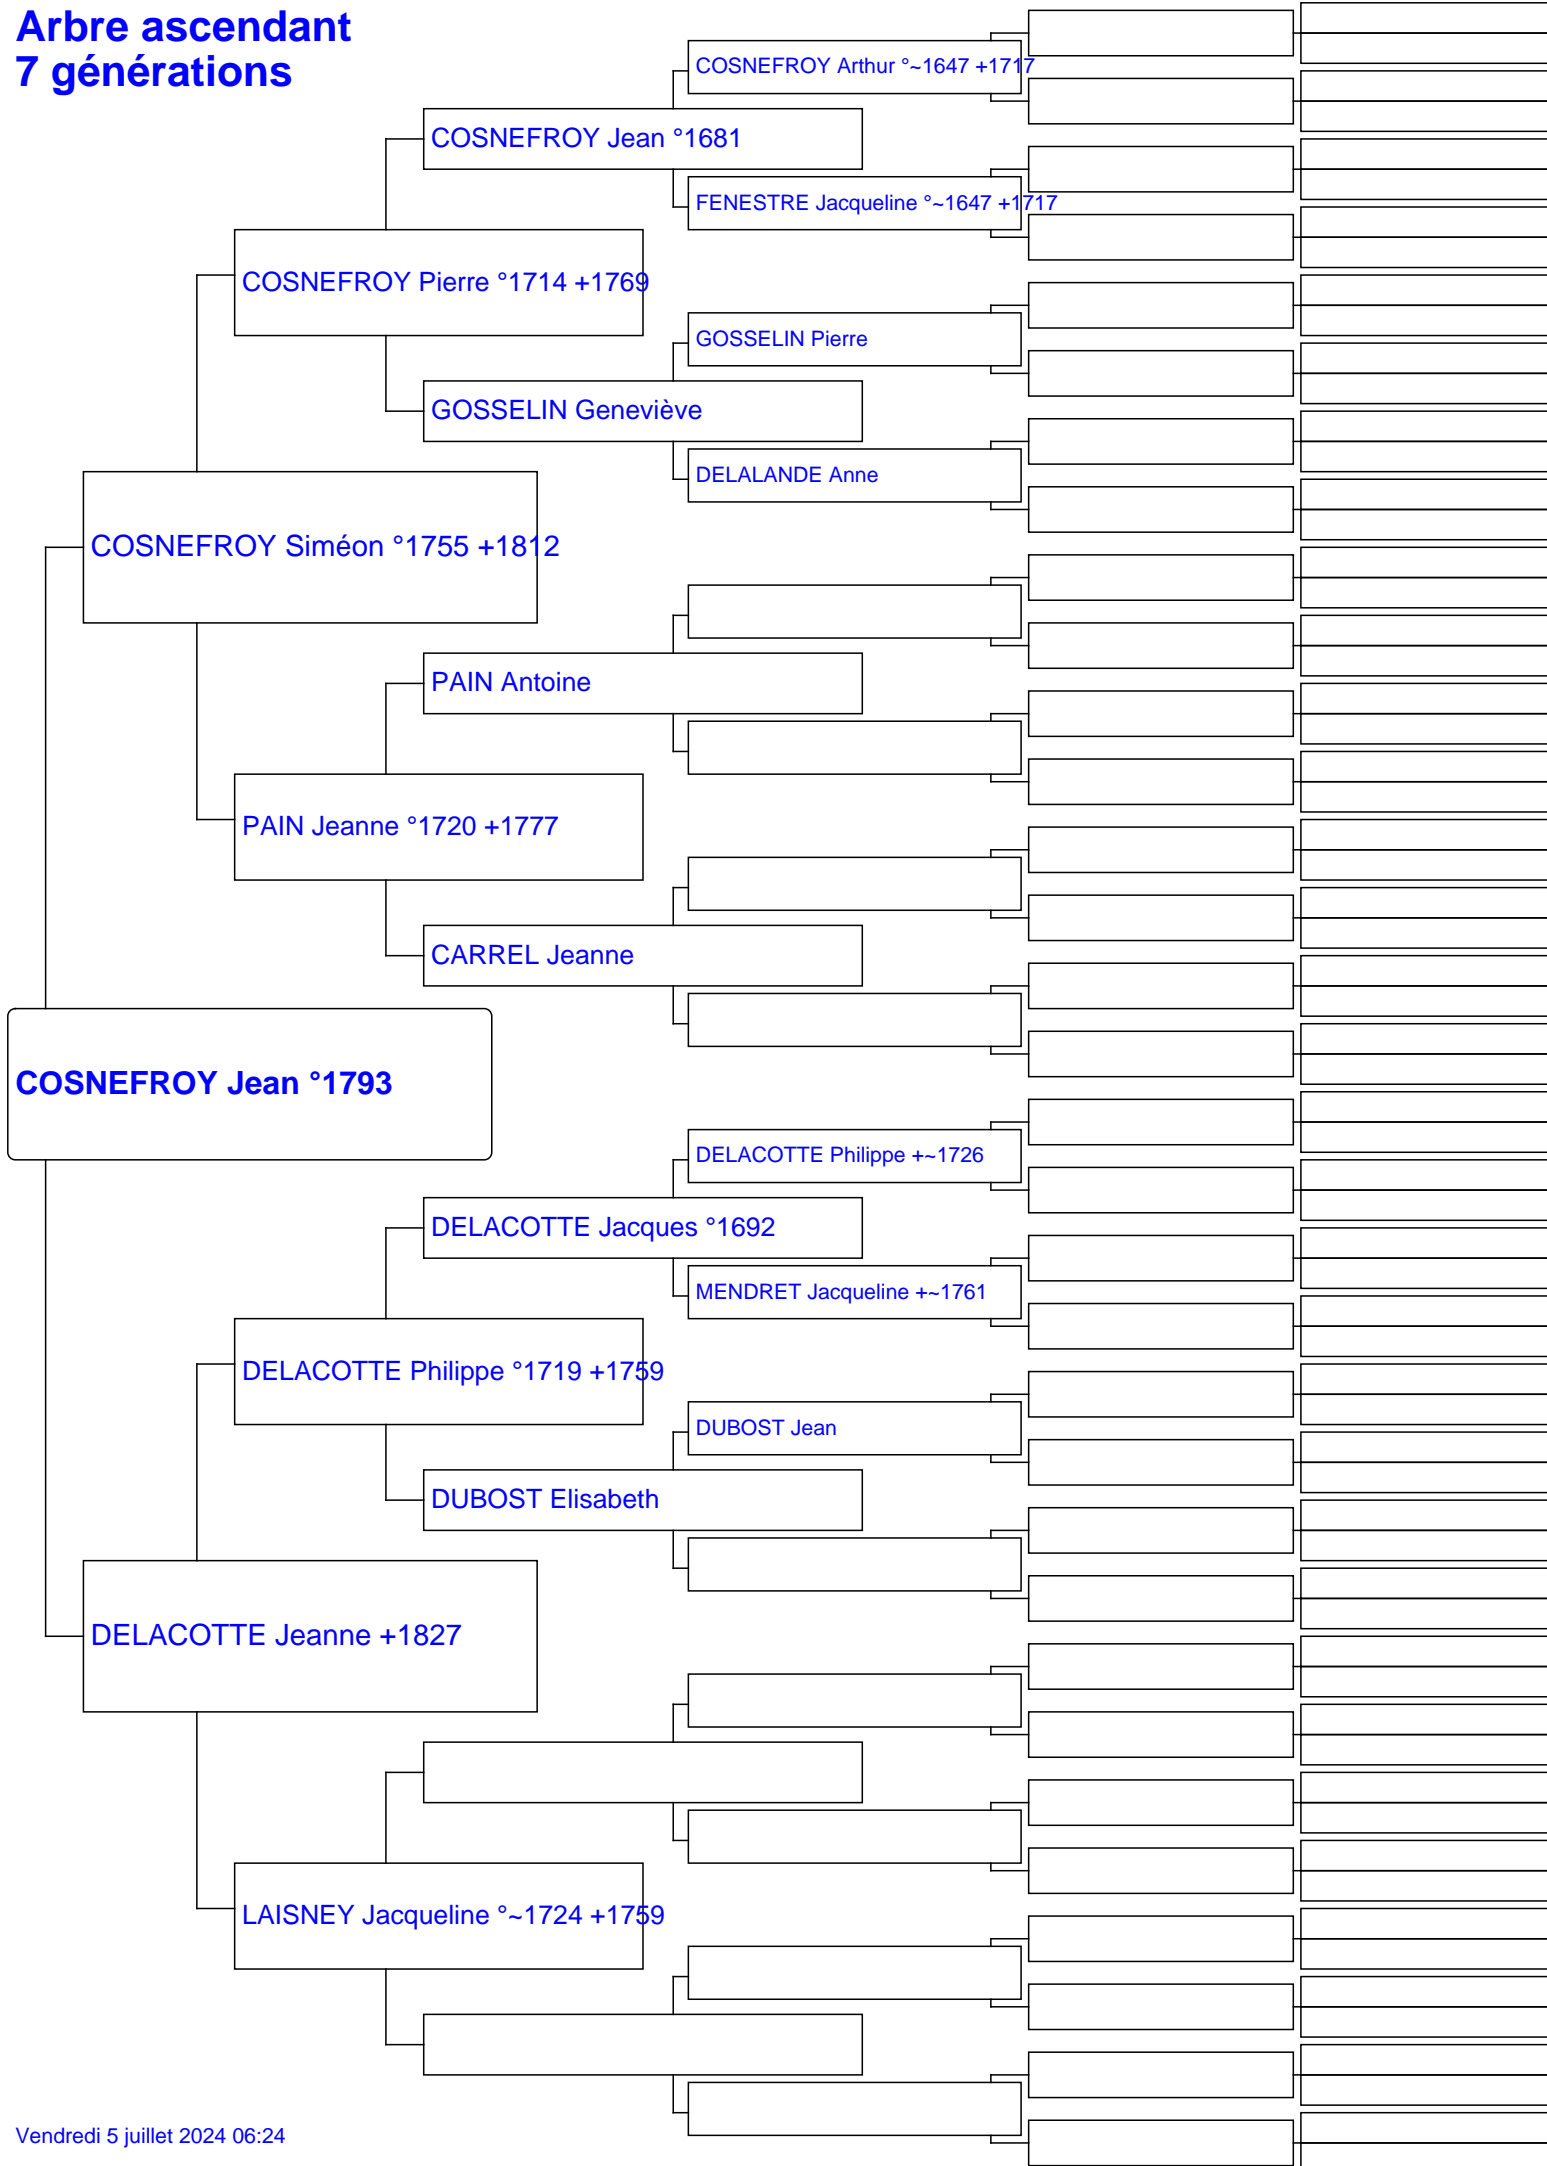 Arbre ascendant
7 générations
COSNEFROY Arthur °~1647 +1717
COSNEFROY Jean °1681
FENESTRE Jacqueline °~1647 +1717
COSNEFROY Pierre °1714 +1769
GOSSELIN Pierre
GOSSELIN Geneviève
DELALANDE Anne
COSNEFROY Siméon °1755 +1812
PAIN Antoine
PAIN Jeanne °1720 +1777
CARREL Jeanne
COSNEFROY Jean °1793
DELACOTTE Philippe +~1726
DELACOTTE Jacques °1692
MENDRET Jacqueline +~1761
DELACOTTE Philippe °1719 +1759
DUBOST Jean
DUBOST Elisabeth
DELACOTTE Jeanne +1827
LAISNEY Jacqueline °~1724 +1759
Vendredi 5 juillet 2024 06:24